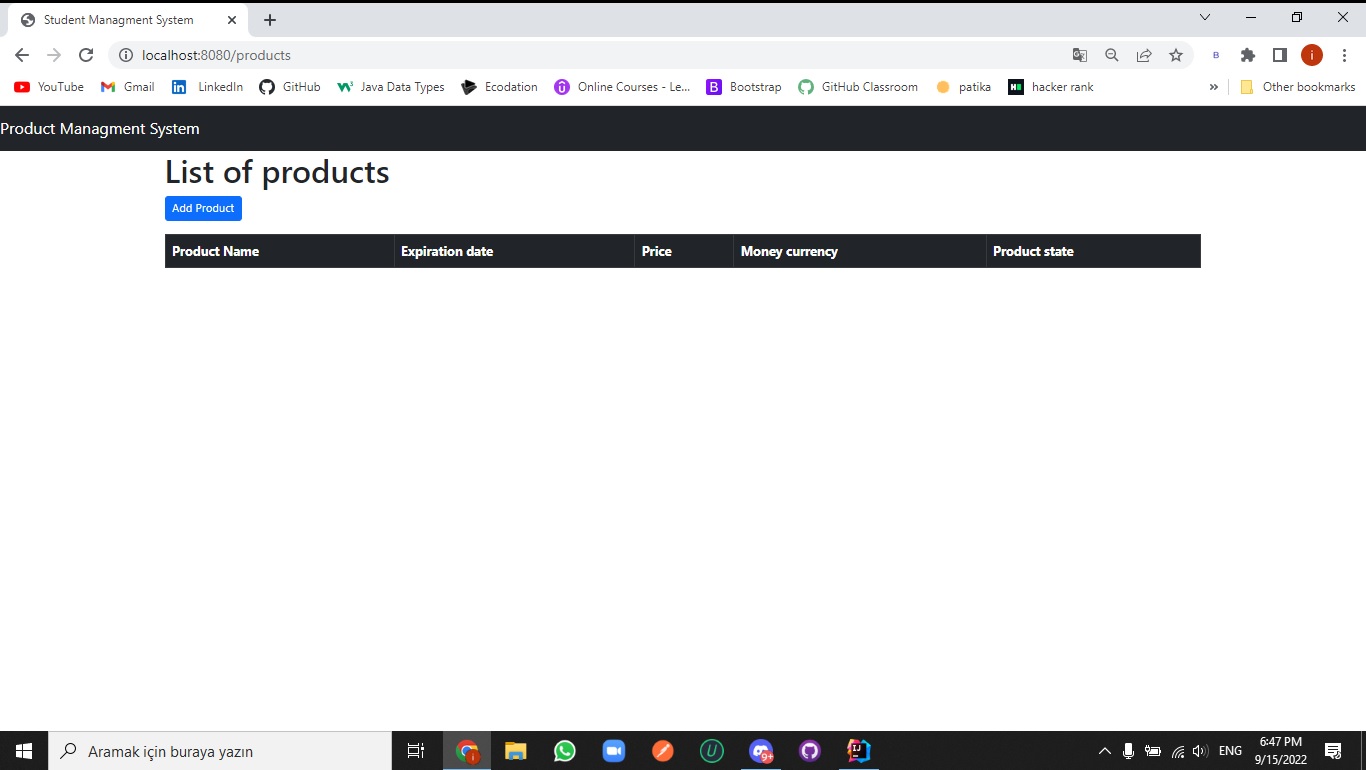 Student Managment System
localhost:8080/products
YouTube Gmail LinkedIn GitHub Java Data Types Ecodation Online Courses - Le... Bootstrap GitHub Classroom patika hacker rank » Other bookmarks
Product Managment System
List of products
Add Product
Product Name Expiration date Price Money currency Product state
Aramak için buraya yazın
ENG
6:47 PM
9/15/2022